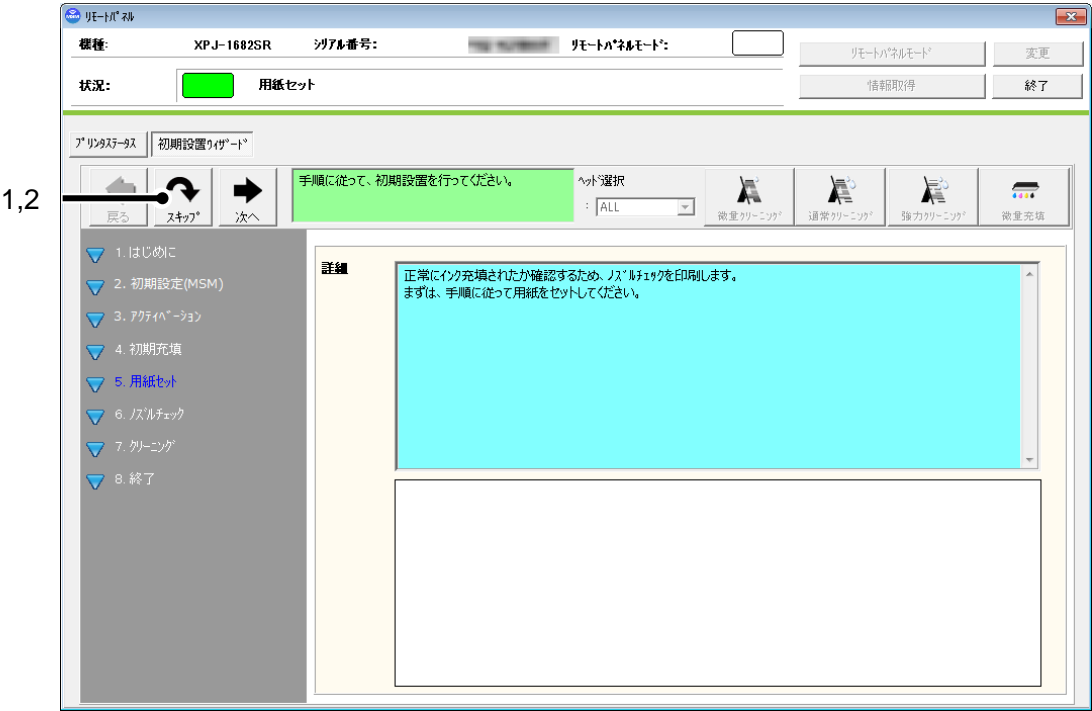 リモートパネル
機種: XPJ-1682SR シリアル番号: リモートパネルモード:
リモートパネルモード 変更
状況: 用紙セット
情報取得 終了
プリンタステータス 初期設置ウィザード
戻る スキップ 次へ
1,2
手順に従って、初期設置を行ってください。
ヘッド選択
: ALL
微量クリーニング 通常クリーニング 強力クリーニング 微量充填
1. はじめに
2. 初期設定(MSM)
3. アクティベーション
4. 初期充填
5. 用紙セット
6. ノズルチェック
7. クリーニング
8. 終了
詳細
正常にインク充填されたか確認するため、ノズルチェックを印刷します。
まずは、手順に従って用紙をセットしてください。